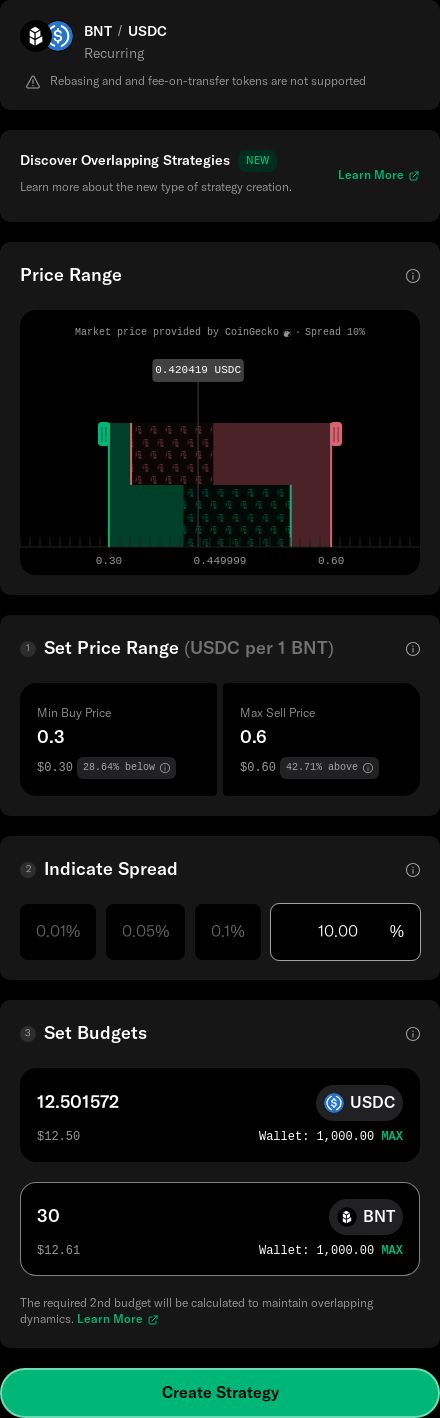 BNT / USDC
Recurring
Rebasing and and fee-on-transfer tokens are not supported
Discover Overlapping Strategies NEW
Learn more about the new type of strategy creation.
Learn More
Price Range
Market price provided by CoinGecko · Spread 10%
0.420419 USDC
0.30 0.449999 0.60
1 Set Price Range (USDC per 1 BNT)
Min Buy Price
0.3
$0.30 28.64% below
Max Sell Price
0.6
$0.60 42.71% above
2 Indicate Spread
0.01% 0.05% 0.1% 10.00 %
3 Set Budgets
12.501572 USDC
$12.50 Wallet: 1,000.00 MAX
30 BNT
$12.61 Wallet: 1,000.00 MAX
The required 2nd budget will be calculated to maintain overlapping
dynamics. Learn More
Create Strategy